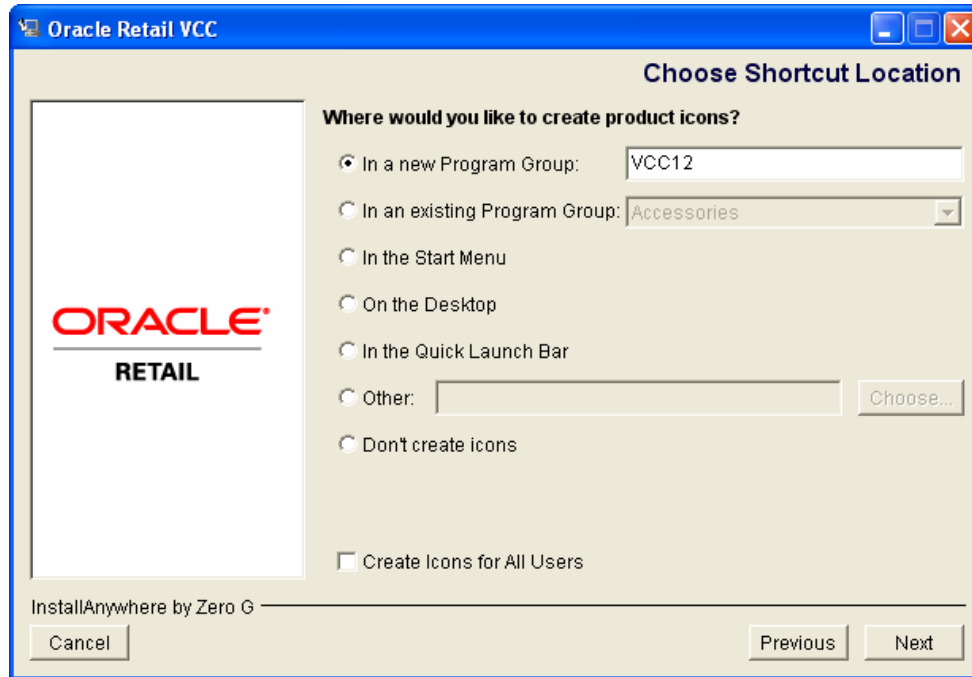 Oracle Retail VCC
Choose Shortcut Location
Where would you like to create product icons?
In a new Program Group: VCC12
In an existing Program Group: Accessories
In the Start Menu
On the Desktop
In the Quick Launch Bar
Other: Choose...
Don't create icons
Create Icons for All Users
ORACLE®
RETAIL
InstallAnywhere by Zero G
Cancel Previous Next